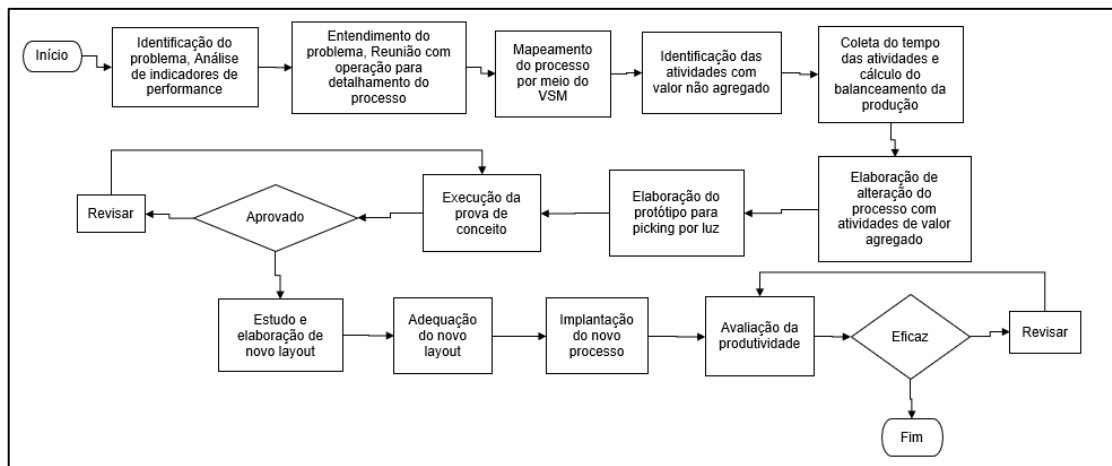 Início
Identificação do
problema, Análise
de indicadores de
performance
Entendimento do
problema, Reunião com
operação para
detalhamento do
processo
Mapeamento
do processo
por meio do
VSM
Identificação das
atividades com
valor não agregado
Coleta do tempo
das atividades e
cálculo do
balanceamento da
produção
Revisar
Aprovado
Execução da
prova de
conceito
Elaboração do
protótipo para
picking por luz
Elaboração de
alteração do
processo com
atividades de valor
agregado
Estudo e
elaboração de
novo layout
Adequação
do novo
layout
Implantação
do novo
processo
Avaliação da
produtividade
Eficaz
Revisar
Fim